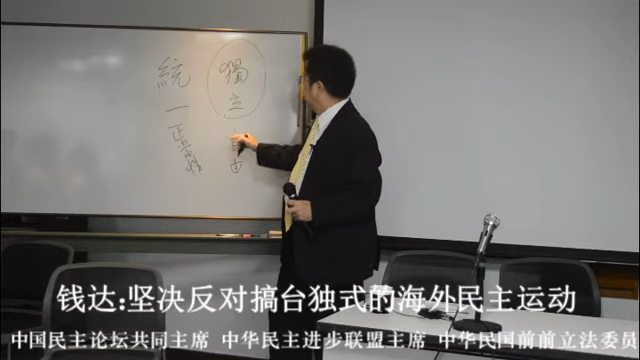 獨立
自由
統一
钱达:坚决反对搞台独式的海外民主运动
中国民主论坛共同主席 中华民主进步联盟主席 中华民国前前立法委员